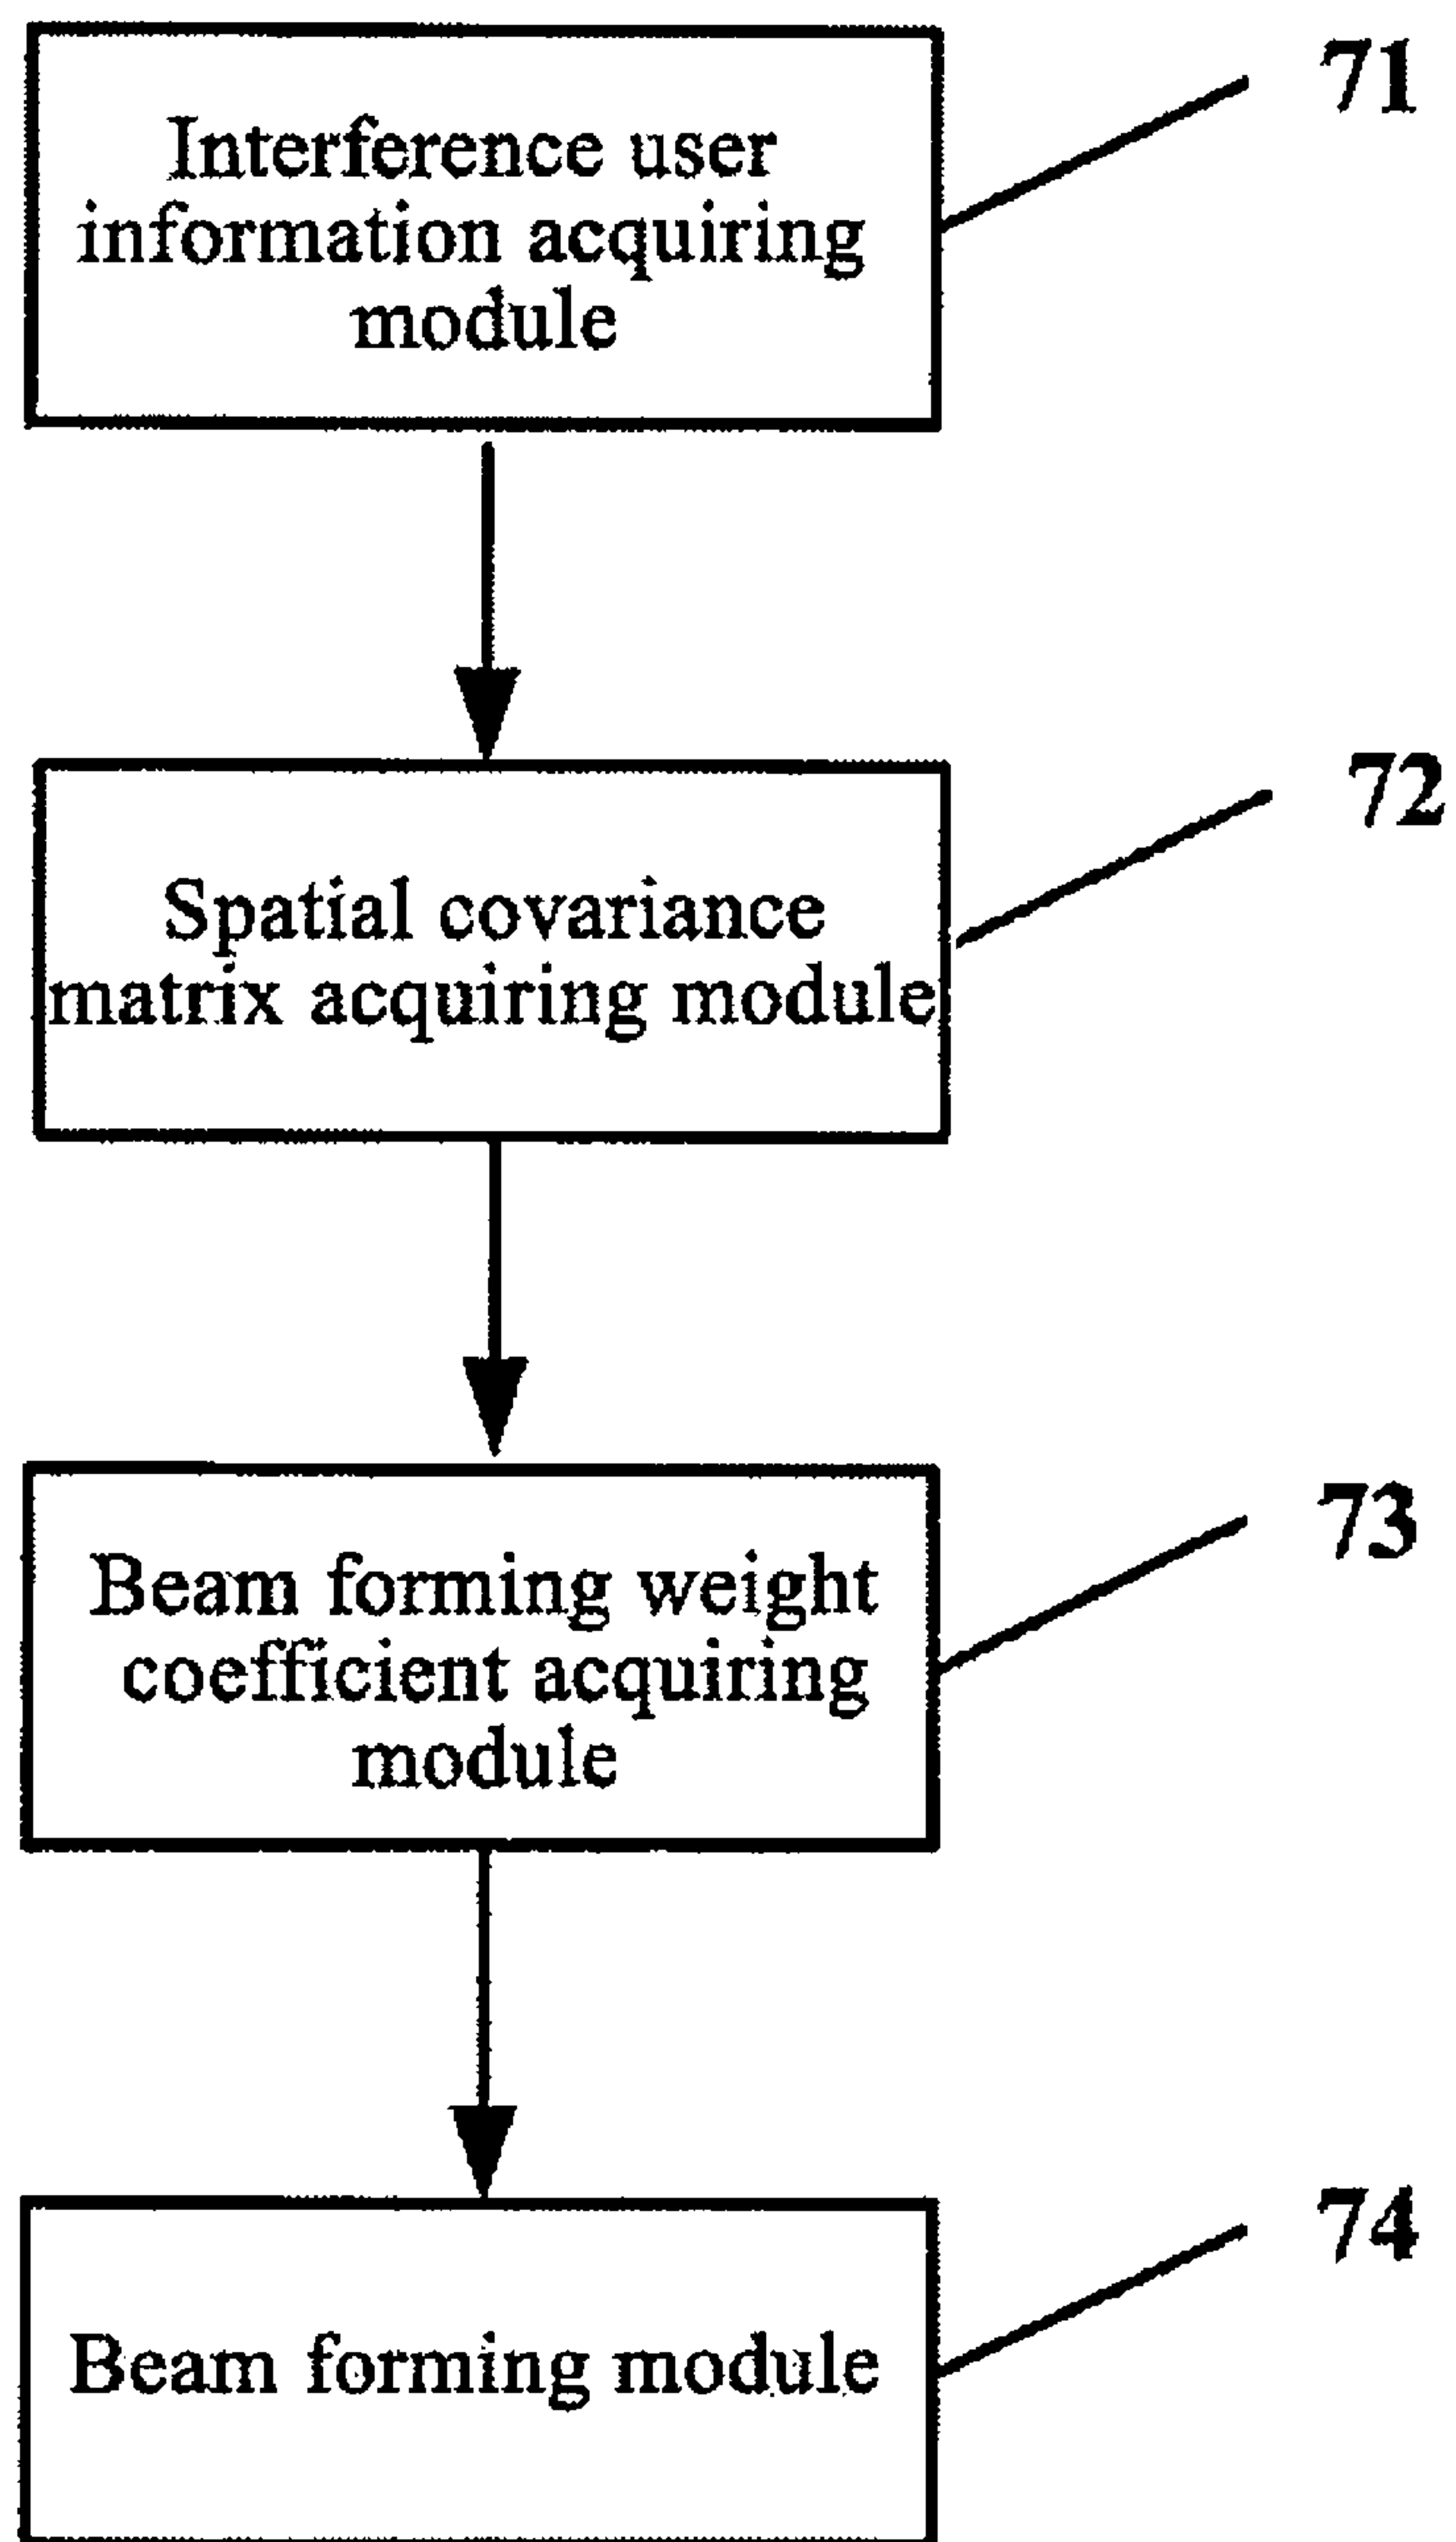 71
Interference user
information acquiring
module
72
Spatial covariance
matrix acquiring module
73
Beam forming weight
coefficient acquiring
module
74
Beam forming module